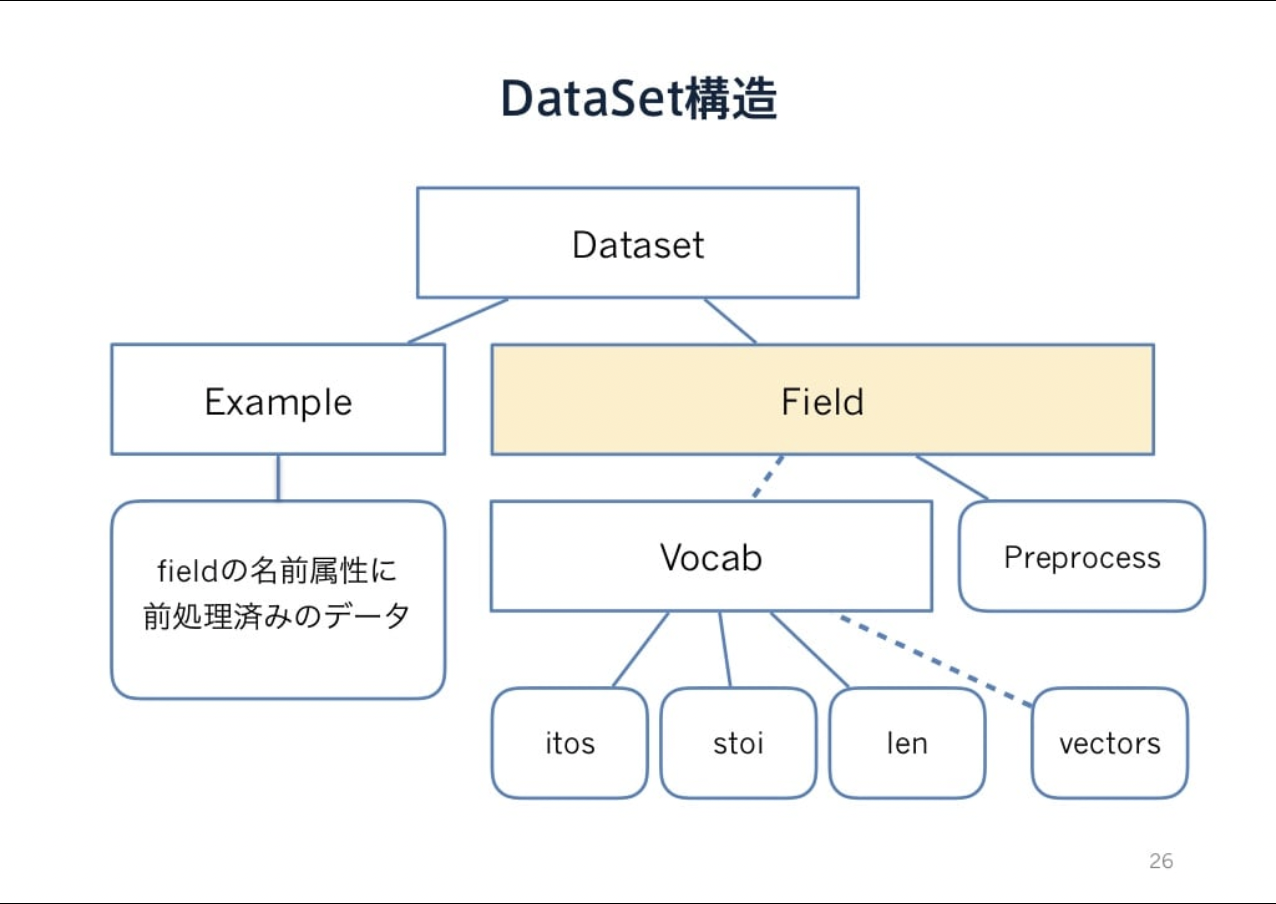 DataSet構造
Dataset
Example
Field
fieldの名前属性に
前処理済みのデータ
Vocab
Preprocess
itos
stoi
len
vectors
26